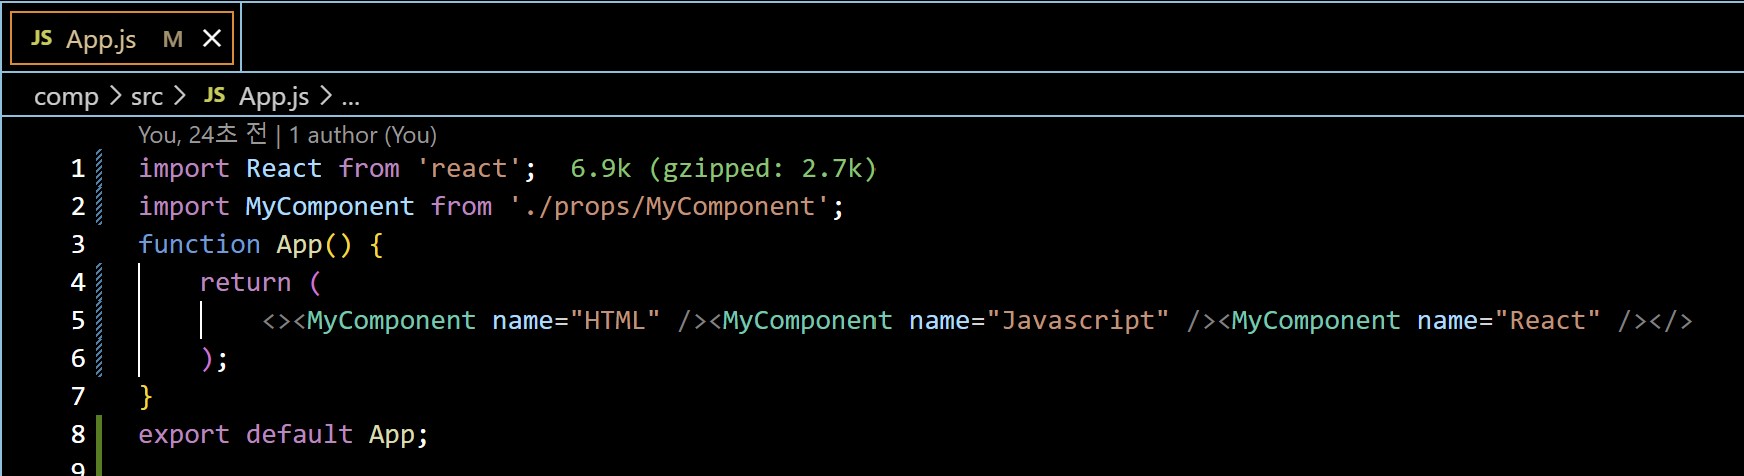 JS App.js M
comp > src > JS App.js > ...
You, 24초 전 | 1 author (You)
1 import React from 'react'; 6.9k (gzipped: 2.7k)
2 import MyComponent from './props/MyComponent';
3 function App() {
4 return (
5 <><MyComponent name="HTML" /><MyComponent name="Javascript" /><MyComponent name="React" /></>
6 );
7 }
8 export default App;
9